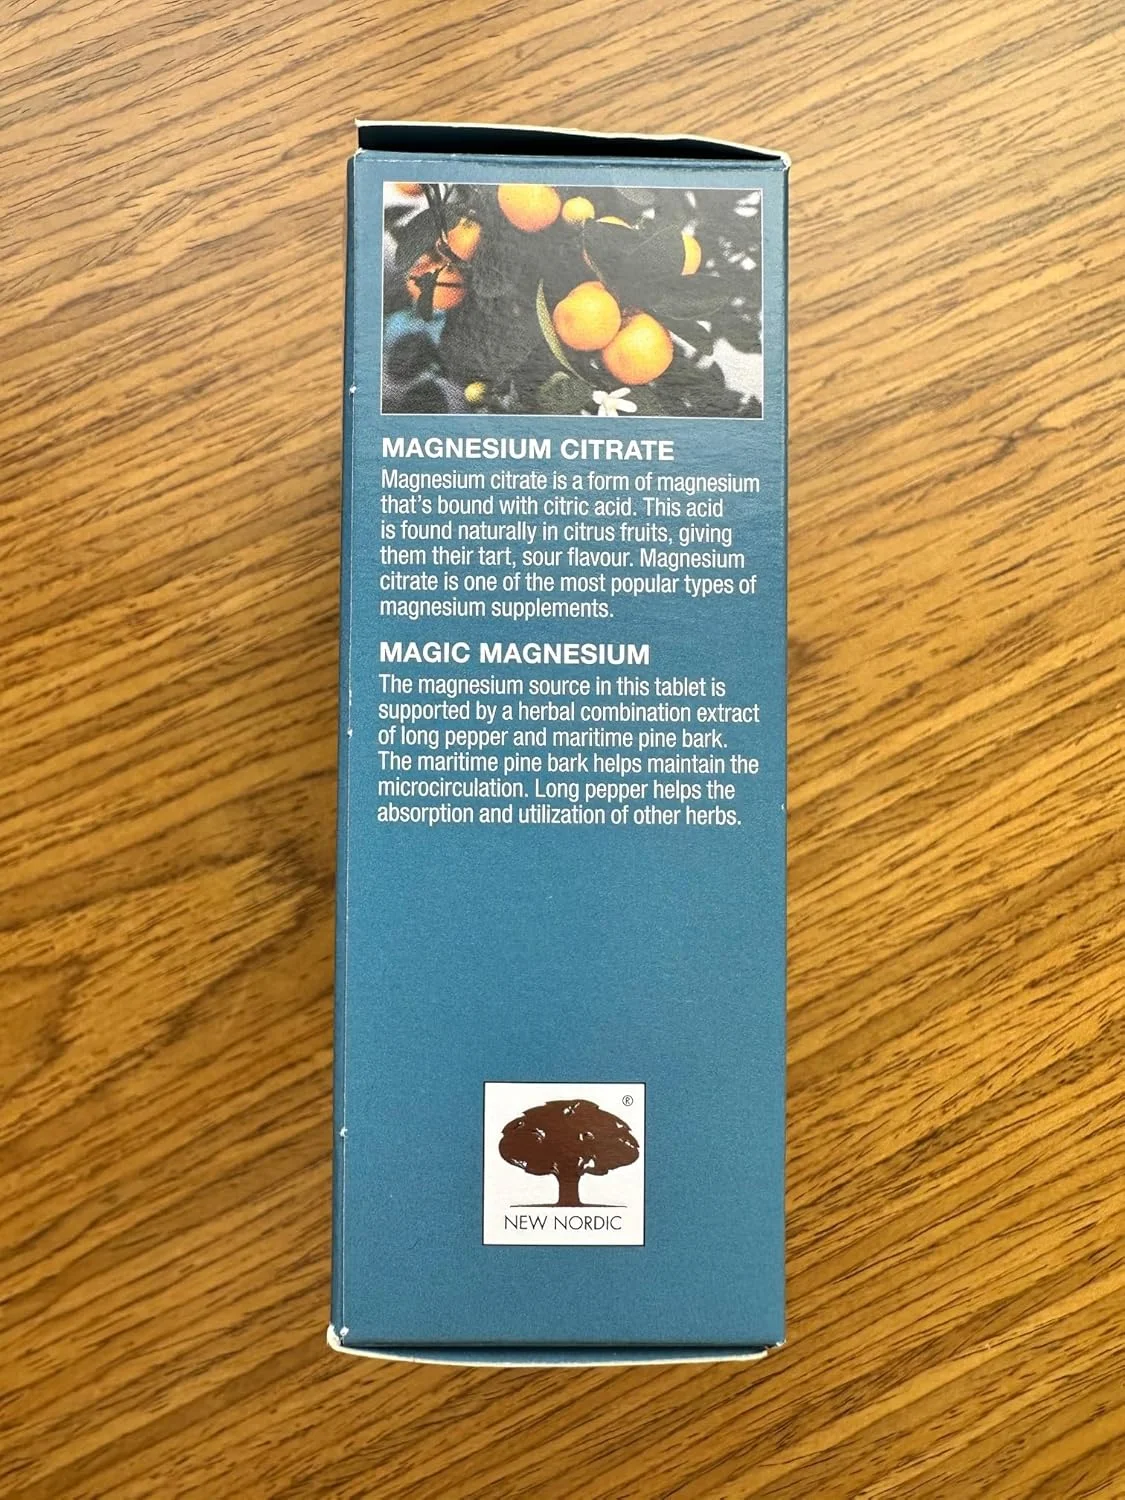 MAGNESIUM CITRATE
Magnesium citrate is a form of magnesium
that's bound with citric acid. This acid
is found naturally in citrus fruits, giving
them their tart, sour flavour. Magnesium
citrate is one of the most popular types of
magnesium supplements.
MAGIC MAGNESIUM
The magnesium source in this tablet is
supported by a herbal combination extract
of long pepper and maritime pine bark.
The maritime pine bark helps maintain the
microcirculation. Long pepper helps the
absorption and utilization of other herbs.
®
NEW NORDIC